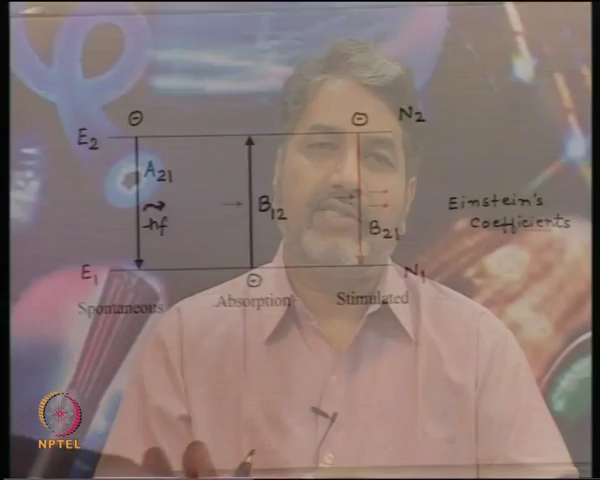 E2
N2
A21
hf
B12
B21
Einstein's
Coefficients
E1
N1
Spontaneous
Absorption
Stimulated
NPTEL